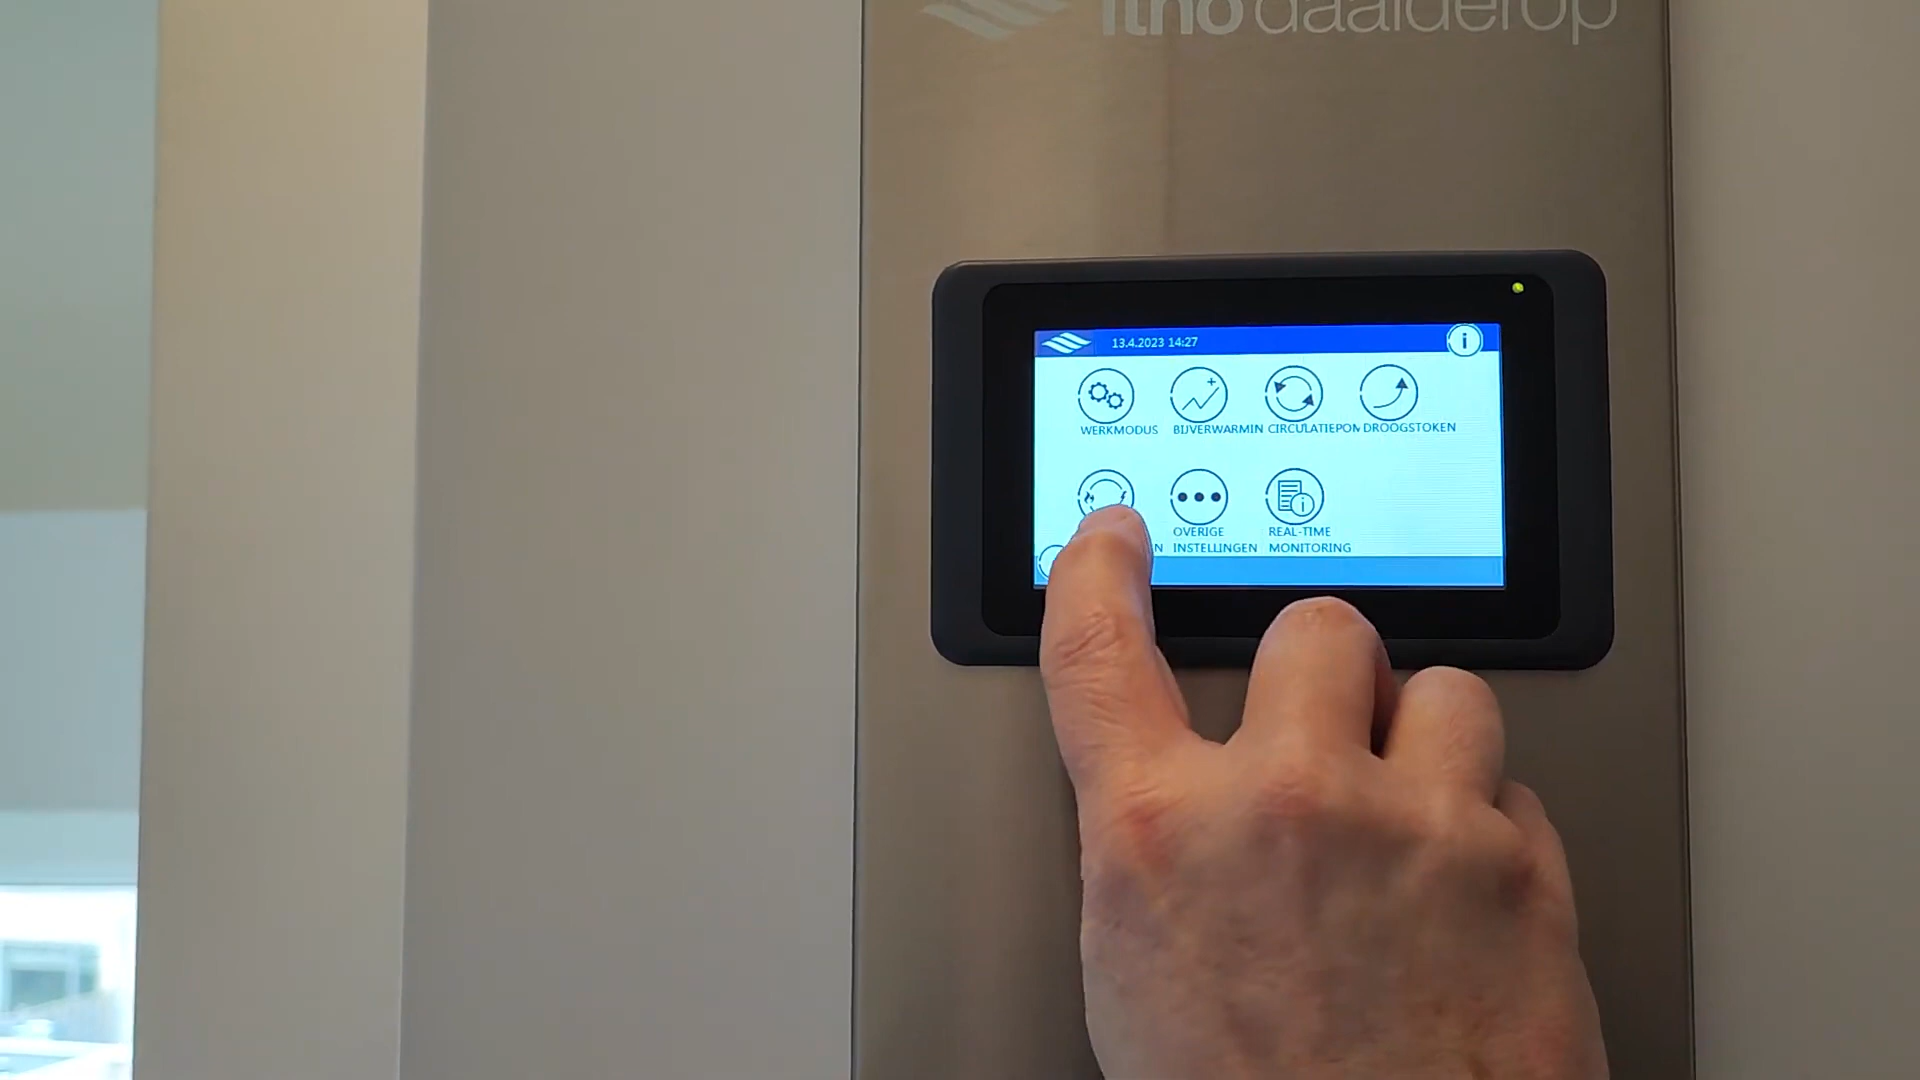 itho daalderop
13.4.2023 14:27
i
WERKMODUS
BIJVERWARMIN
CIRCULATIEPOM
DROOGSTOKEN
OVERIGE
INSTELLINGEN
REAL-TIME
MONITORING